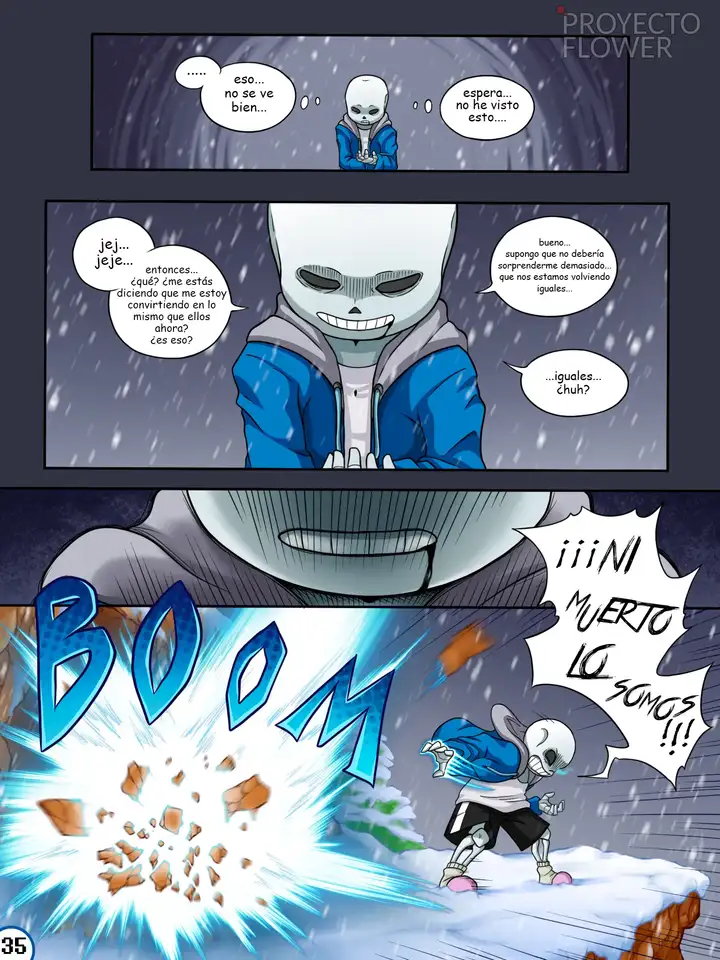 PROYECTO
FLOWER
.....
eso...
no se ve
bien...
espera...
no he visto
esto....
jej...
jeje...
entonces...
¿qué? ¿me estás
diciendo que me estoy
convirtiendo en lo
mismo que ellos
ahora?
¿es eso?
bueno...
supongo que no debería
sorprenderme demasiado...
que nos estamos volviendo
iguales...
...iguales...
¿huh?
¡¡¡NI
MUERTO
LO
SOMOS
!!!
BOOM
35